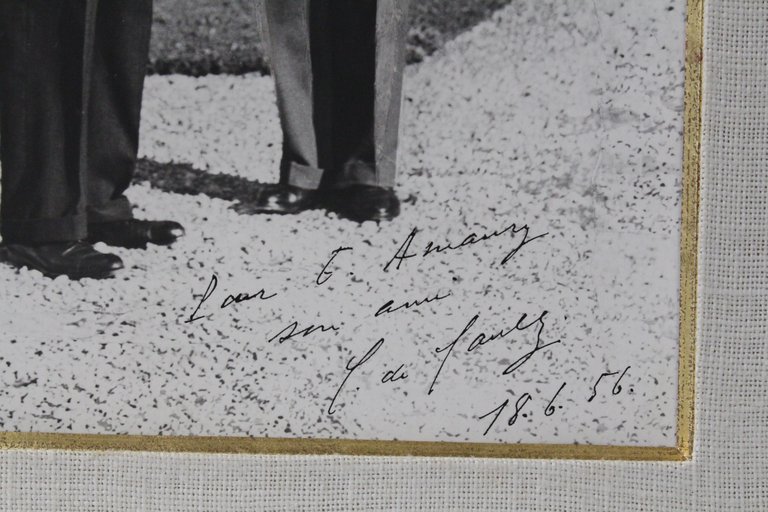 Pour E. Amaury
son ami
C. de Gaulle
18.6.56.